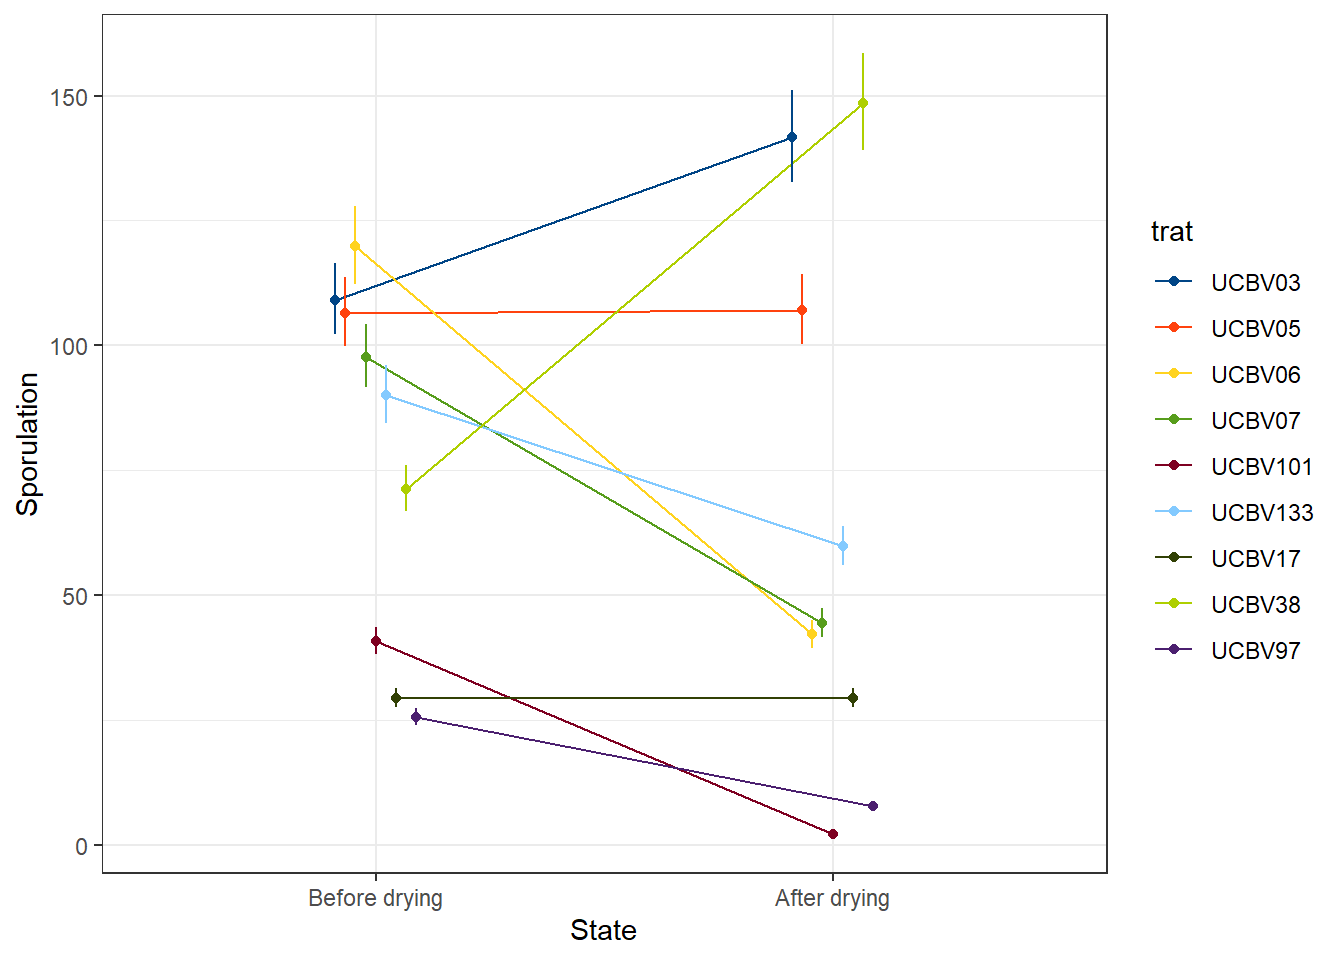 150
100
50
0
Sporulation
Before drying
After drying
State
trat
UCBV03
UCBV05
UCBV06
UCBV07
UCBV101
UCBV133
UCBV17
UCBV38
UCBV97